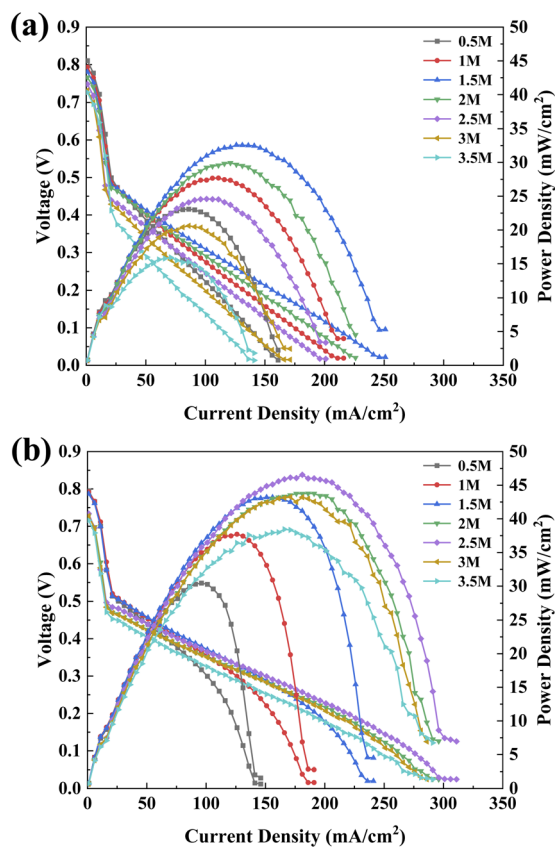 (a)
0.9
0.8
0.7
0.6
0.5
0.4
0.3
0.2
0.1
0.0
Voltage (V)
50
45
40
35
30
25
20
15
10
5
0
Power Density (mW/cm²)
0.5M
1M
1.5M
2M
2.5M
3M
3.5M
0 50 100 150 200 250 300
Current Density (mA/cm²)
(b)
0.9
0.8
0.7
0.6
0.5
0.4
0.3
0.2
0.1
0.0
Voltage (V)
50
45
40
35
30
25
20
15
10
5
0
Power Density (mW/cm²)
0.5M
1M
1.5M
2M
2.5M
3M
3.5M
0 50 100 150 200 250 300
Current Density (mA/cm²)